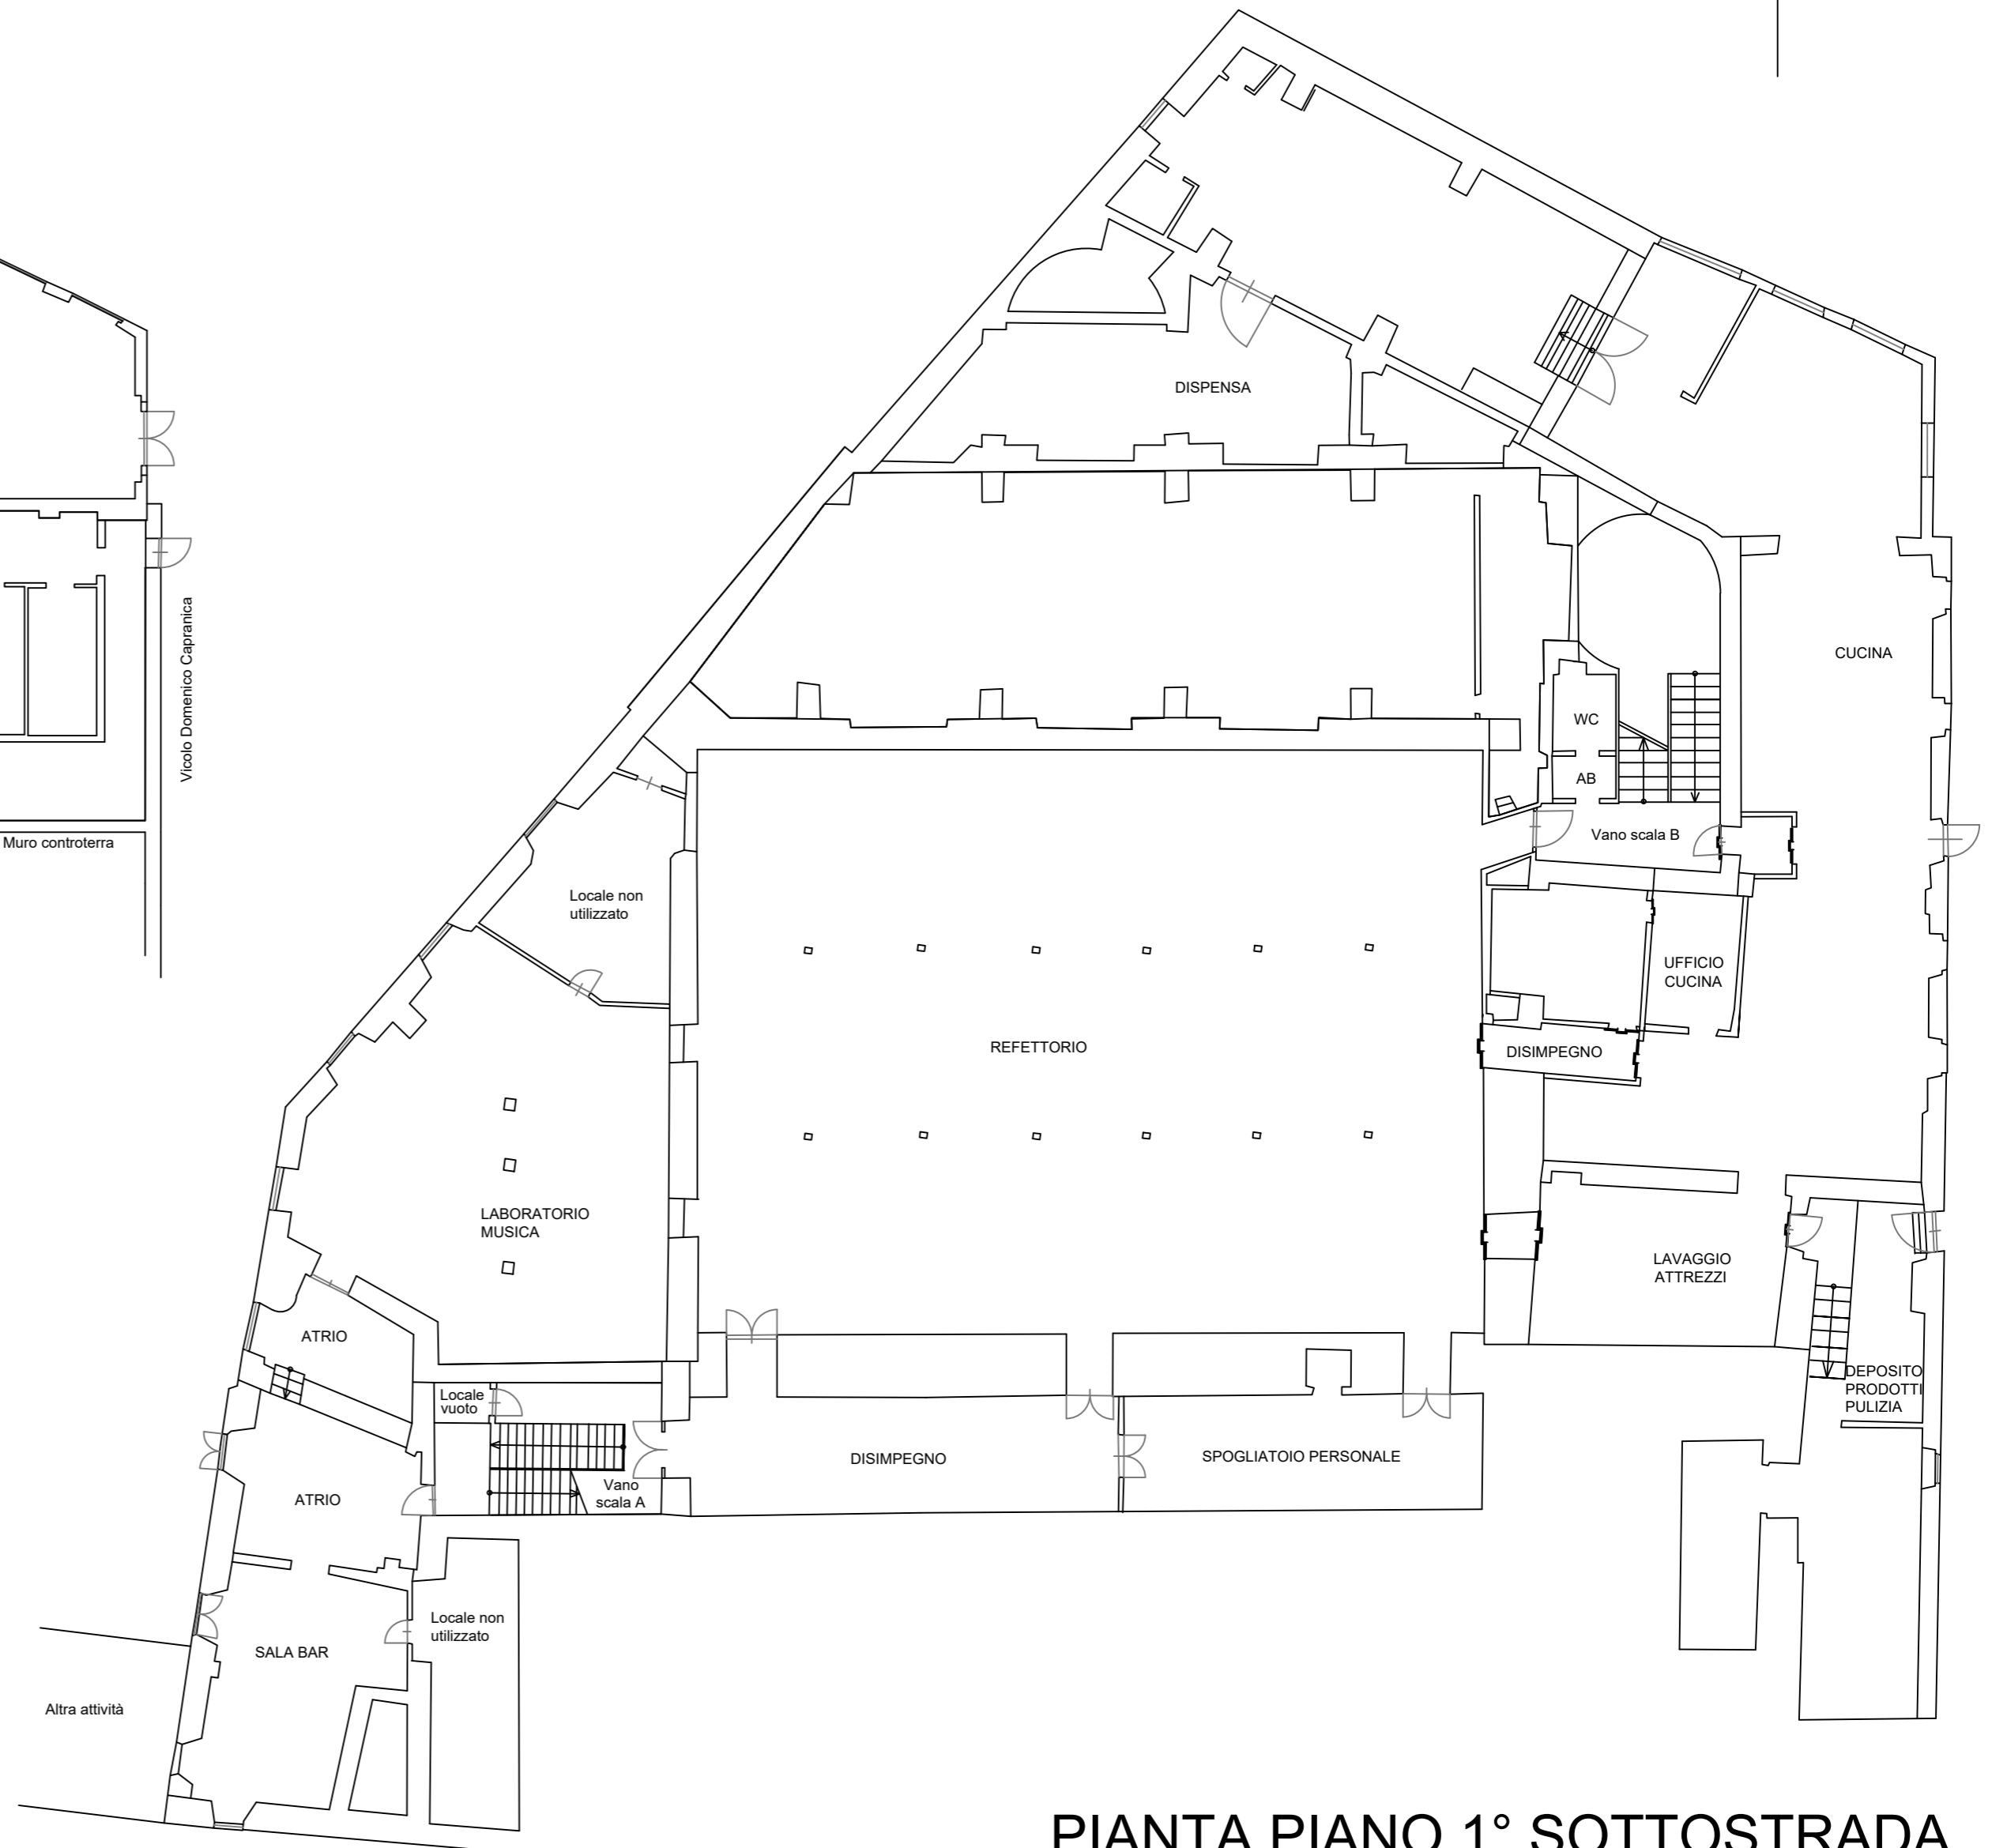 DISPENSA
CUCINA
Vicolo Domenico Capranica
WC
AB
Vano scala B
Muro controterra
Locale non
utilizzato
UFFICIO
CUCINA
REFETTORIO
DISIMPEGNO
LABORATORIO
MUSICA
LAVAGGIO
ATTREZZI
ATRIO
DEPOSITO
PRODOTTI
PULIZIA
Locale
vuoto
DISIMPEGNO
SPOGLIATOIO PERSONALE
Vano
scala A
ATRIO
Locale non
utilizzato
SALA BAR
Altra attività
PIANTA PIANO 1° SOTTOSTRADA